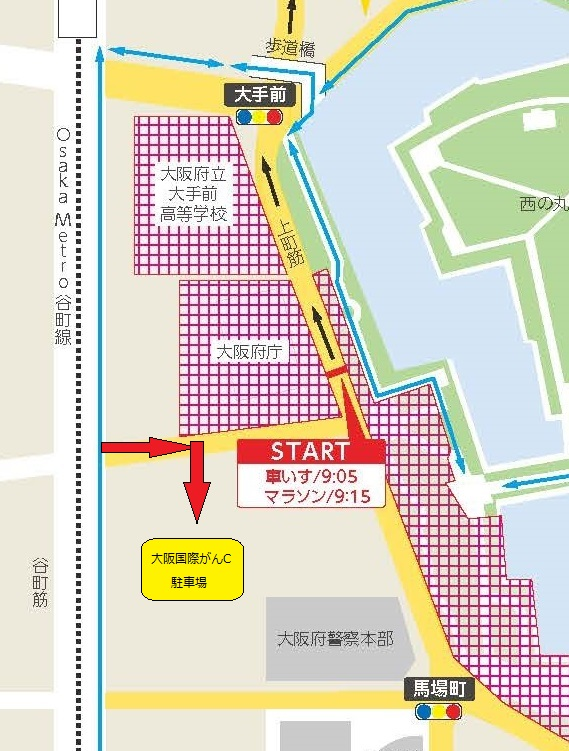 歩道橋
大手前
大阪府立
大手前
高等学校
西の丸
上町筋
Osaka Metro 谷町線
大阪府庁
START
車いす/9:05
マラソン/9:15
大阪国際がんC
駐車場
谷町筋
大阪府警察本部
馬場町